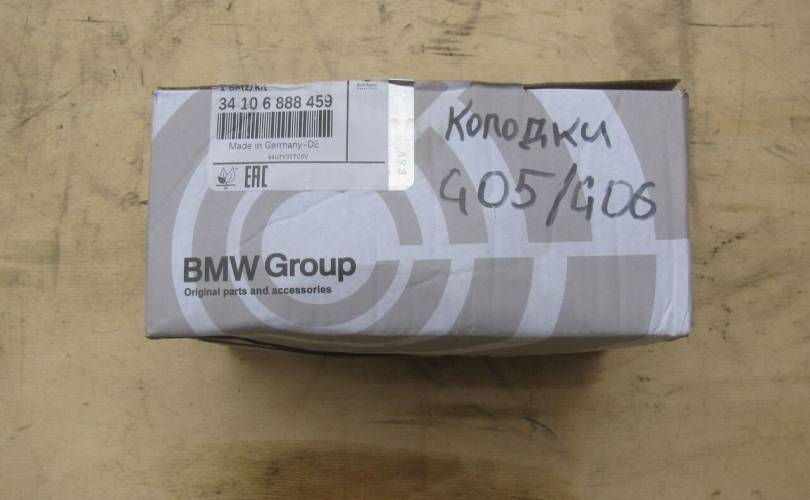 1 Satz/Kit
34 10 6 888 459
Made in Germany-DE
EAC
Колодки
G05/G06
BMW Group
Original parts and accessories